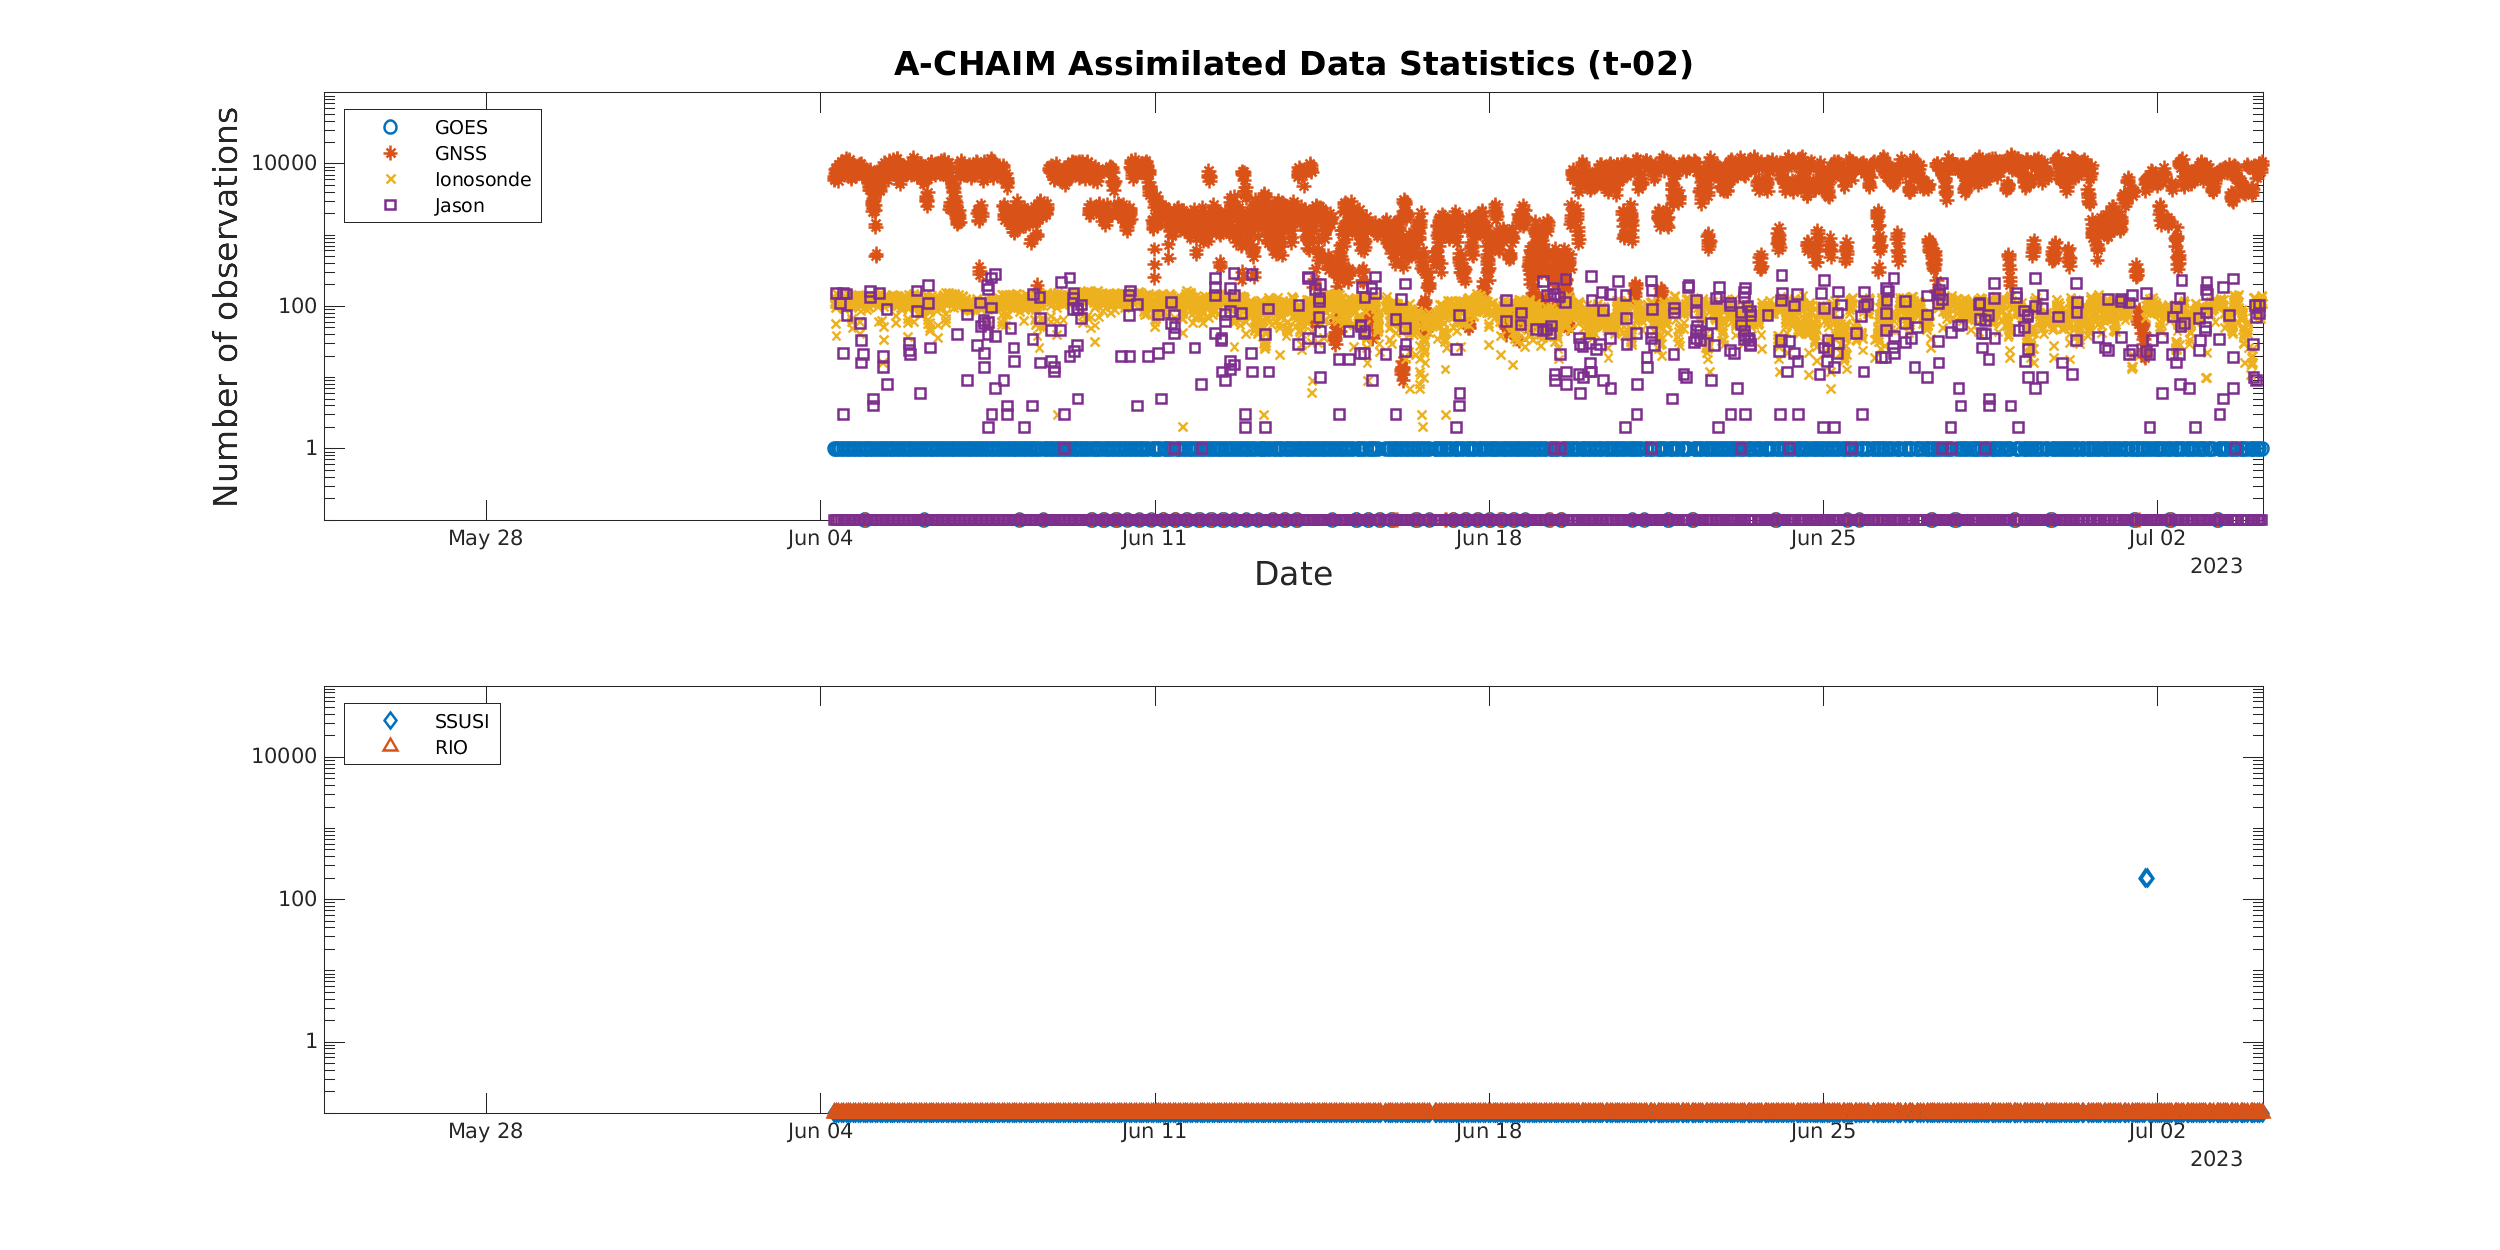 A-CHAIM Assimilated Data Statistics (t-02)
Number of observations
GOES
GNSS
Ionosonde
Jason
10000
100
1
May 28
Jun 04
Jun 11
Jun 18
Jun 25
Jul 02
2023
Date
SSUSI
RIO
10000
100
1
May 28
Jun 04
Jun 11
Jun 18
Jun 25
Jul 02
2023